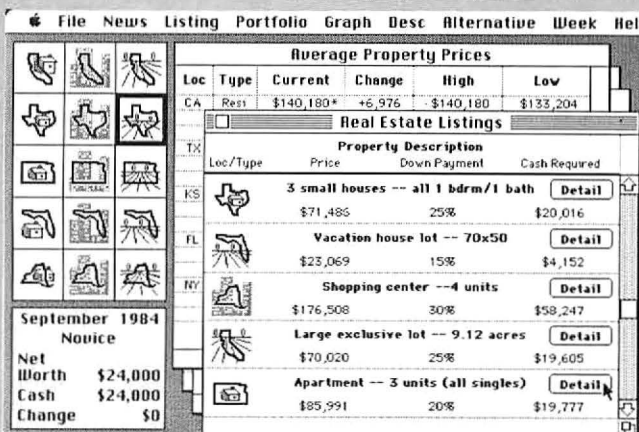 File News Listing Portfolio Graph Desc Alternative Week Hel
Average Property Prices
Loc Type Current Change High Low
CA Resi $140,180* +6,976 $140,180 $133,204
TX
KS
FL
NY
Real Estate Listings
Property Description
Loc/Type Price Down Payment Cash Required
3 small houses -- all 1 bdrm/1 bath Detail
$71,486 25% $20,016
Vacation house lot -- 70x50 Detail
$23,069 15% $4,152
Shopping center --4 units Detail
$176,508 30% $58,247
Large exclusive lot -- 9.12 acres Detail
$70,020 25% $19,605
Apartment -- 3 units (all singles) Detail
$85,991 20% $19,777
September 1984
Novice
Net
Worth $24,000
Cash $24,000
Change $0